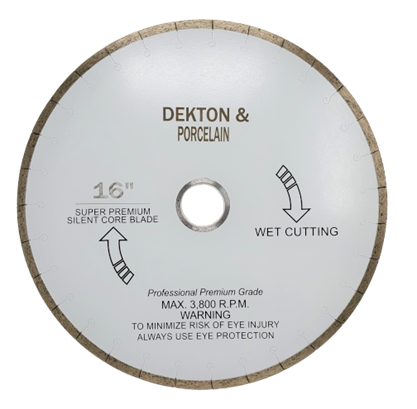 DEKTON &
PORCELAIN
16"
SUPER PREMIUM
SILENT CORE BLADE
WET CUTTING
Professional Premium Grade
MAX. 3,800 R.P.M.
WARNING
TO MINIMIZE RISK OF EYE INJURY
ALWAYS USE EYE PROTECTION